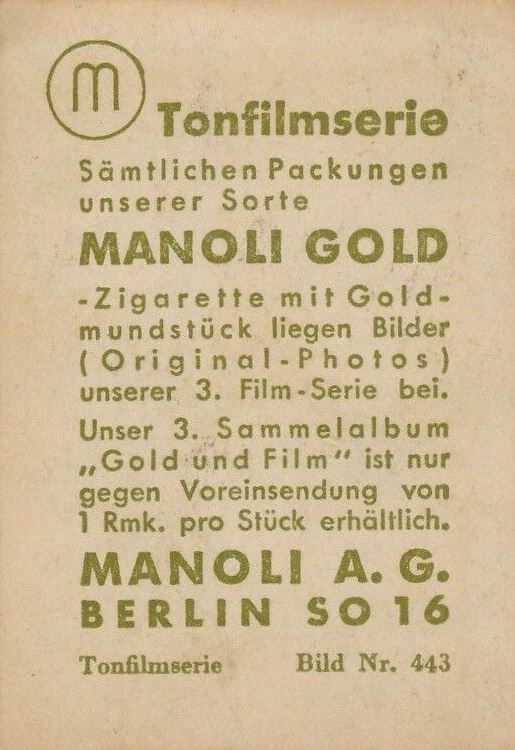 m
Tonfilmserie
Sämtlichen Packungen
unserer Sorte
MANOLI GOLD
-Zigarette mit Gold-
mundstück liegen Bilder
(Original-Photos)
unserer 3. Film-Serie bei.
Unser 3. Sammelalbum
„Gold und Film“ ist nur
gegen Voreinsendung von
1 Rmk. pro Stück erhältlich.
MANOLI A. G.
BERLIN SO 16
Tonfilmserie Bild Nr. 443